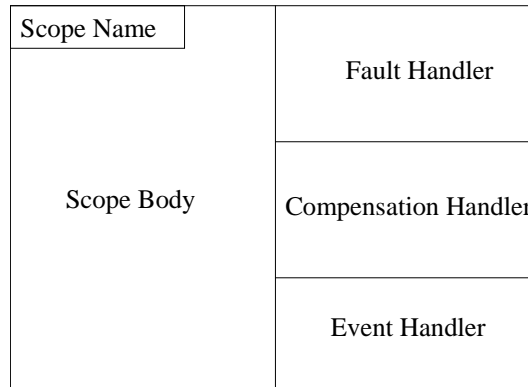 Scope Name
Fault Handler
Scope Body
Compensation Handler
Event Handler